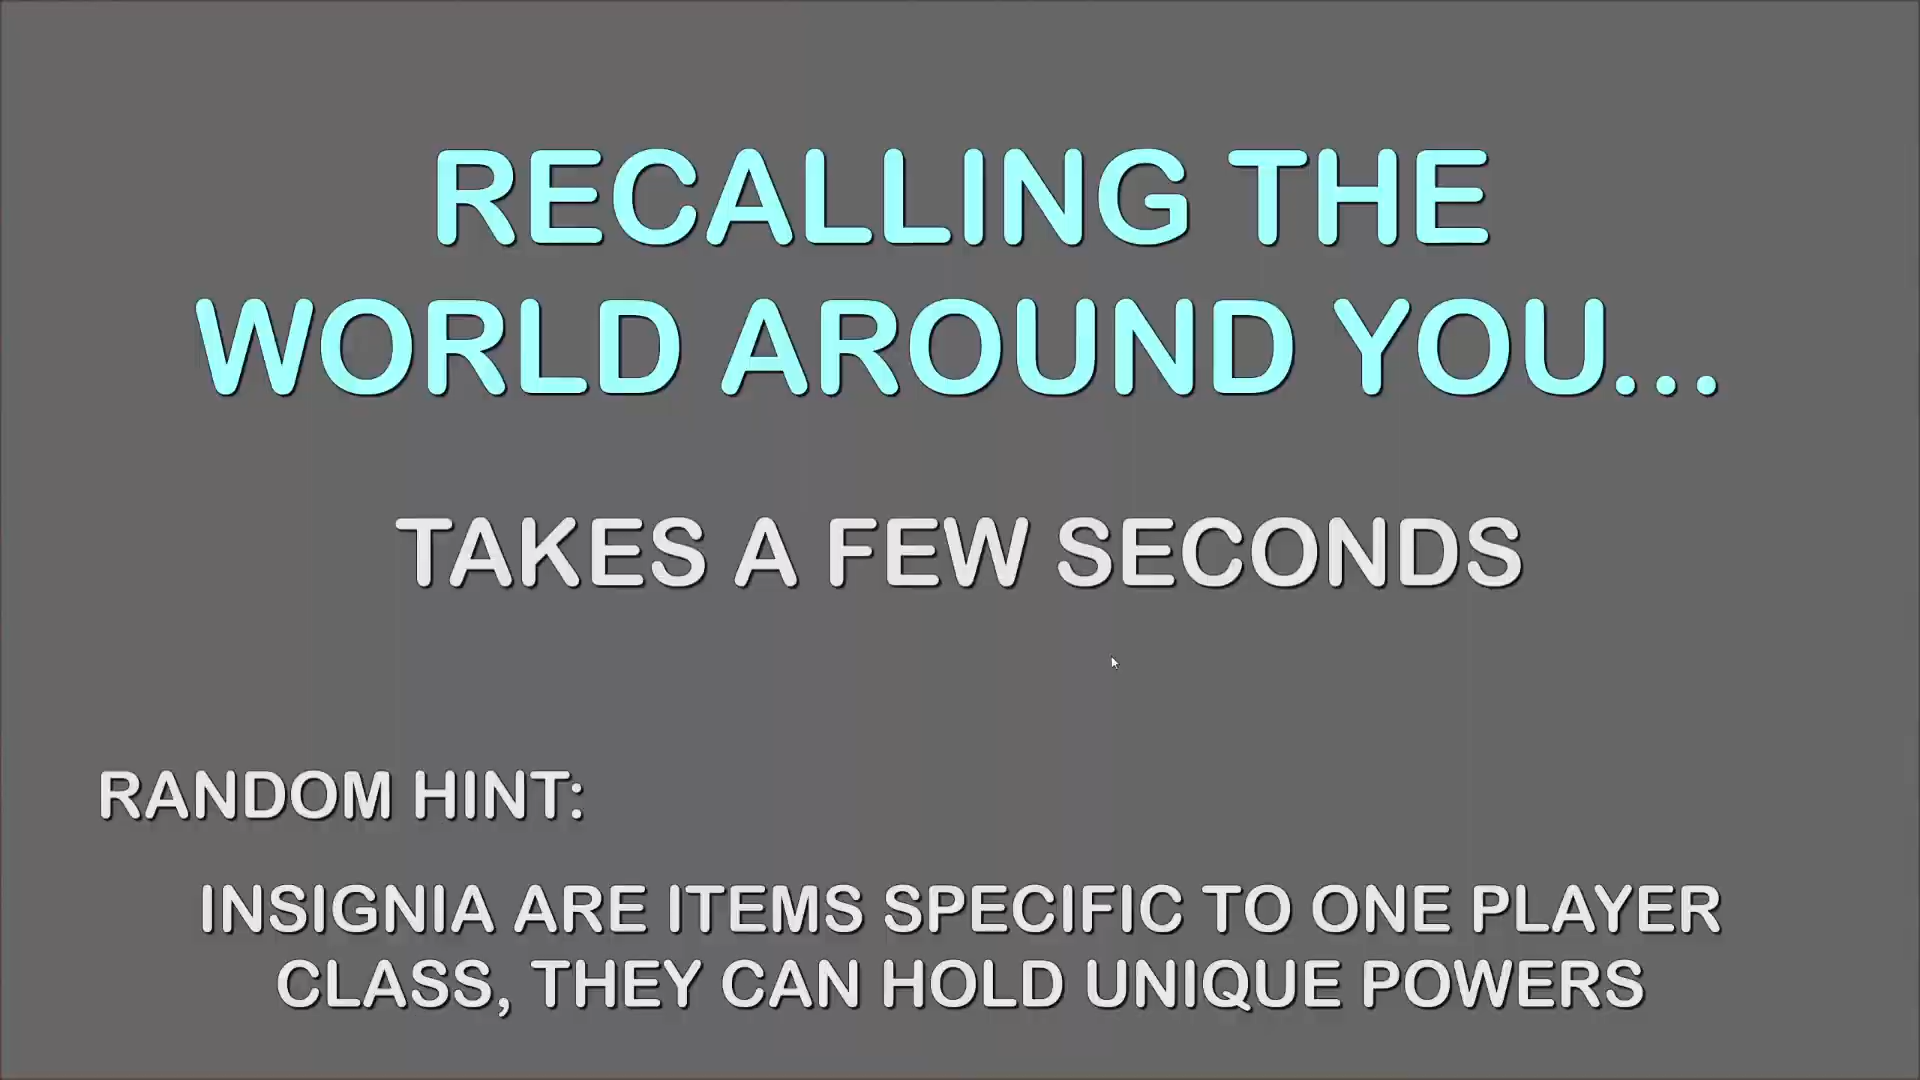 RECALLING THE
WORLD AROUND YOU...
TAKES A FEW SECONDS
RANDOM HINT:
INSIGNIA ARE ITEMS SPECIFIC TO ONE PLAYER
CLASS, THEY CAN HOLD UNIQUE POWERS